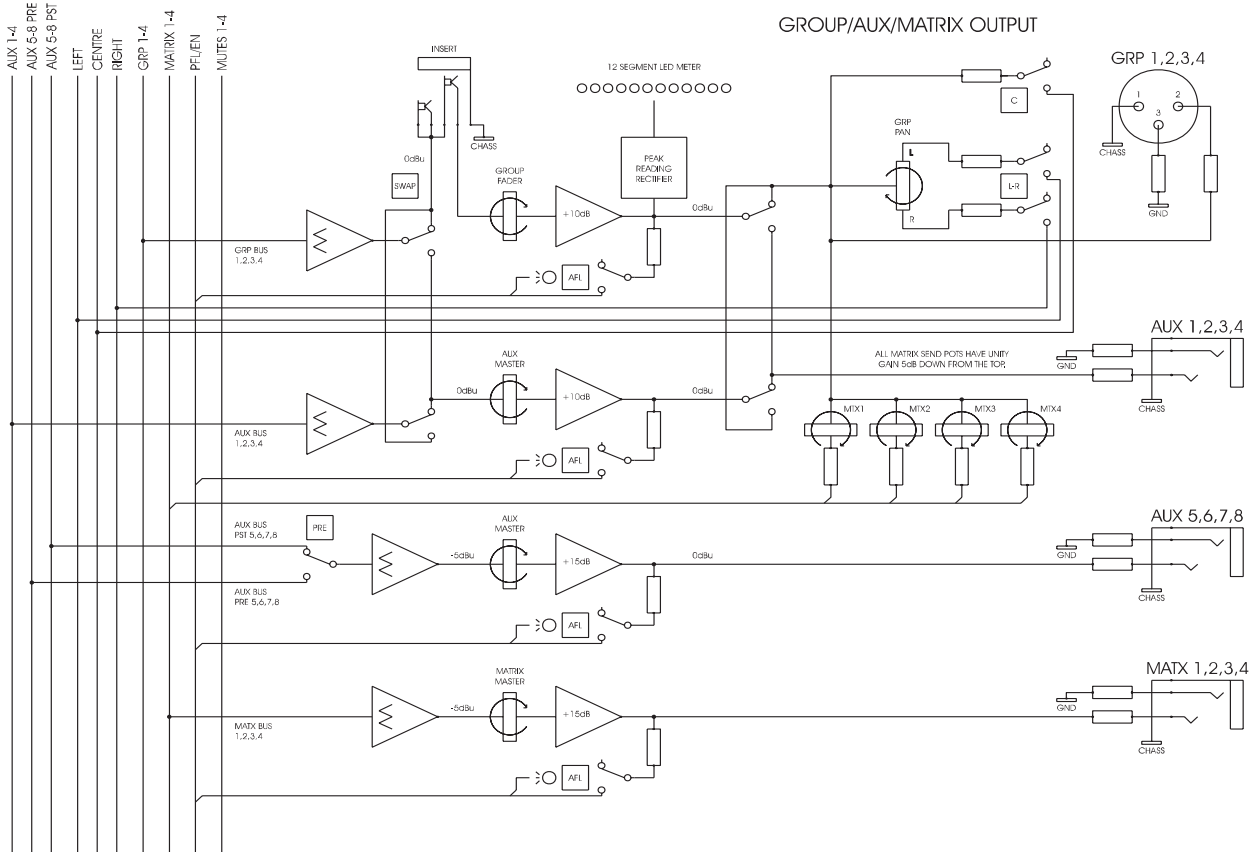 GROUP/AUX/MATRIX OUTPUT
AUX 1-4
AUX 5-8 PRE
AUX 5-8 PST
LEFT
CENTRE
RIGHT
GRP 1-4
MATRIX 1-4
PFL/EN
MUTES 1-4
INSERT
12 SEGMENT LED METER
GRP 1,2,3,4
1
2
3
CHASS
GND
C
GRP
PAN
L
R
L-R
CHASS
0dBu
SWAP
GROUP
FADER
PEAK
READING
RECTIFIER
+10dB
0dBu
GRP BUS
1,2,3,4
AFL
AUX 1,2,3,4
GND
CHASS
ALL MATRIX SEND POTS HAVE UNITY
GAIN 5dB DOWN FROM THE TOP.
AUX
MASTER
0dBu
+10dB
0dBu
MTX1
MTX2
MTX3
MTX4
AUX BUS
1,2,3,4
AFL
AUX 5,6,7,8
AUX BUS
PST 5,6,7,8
PRE
AUX
MASTER
-5dBu
+15dB
0dBu
GND
CHASS
AUX BUS
PRE 5,6,7,8
AFL
MATX 1,2,3,4
MATRIX
MASTER
-5dBu
+15dB
GND
CHASS
MATX BUS
1,2,3,4
AFL